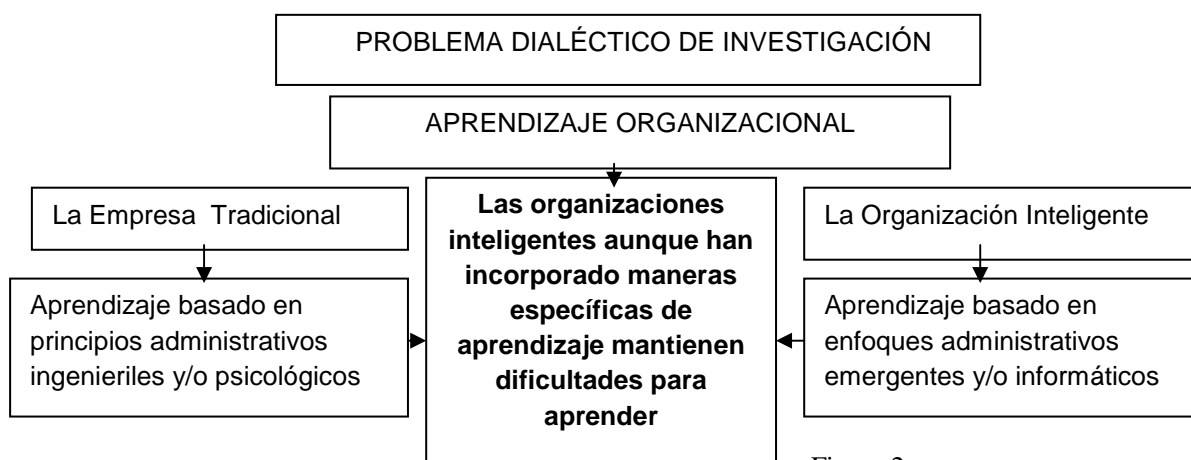 PROBLEMA DIALÉCTICO DE INVESTIGACIÓN
APRENDIZAJE ORGANIZACIONAL
La Empresa Tradicional
Aprendizaje basado en
principios administrativos
ingenieriles y/o psicológicos
Las organizaciones
inteligentes aunque han
incorporado maneras
específicas de
aprendizaje mantienen
dificultades para
aprender
La Organización Inteligente
Aprendizaje basado en
enfoques administrativos
emergentes y/o informáticos